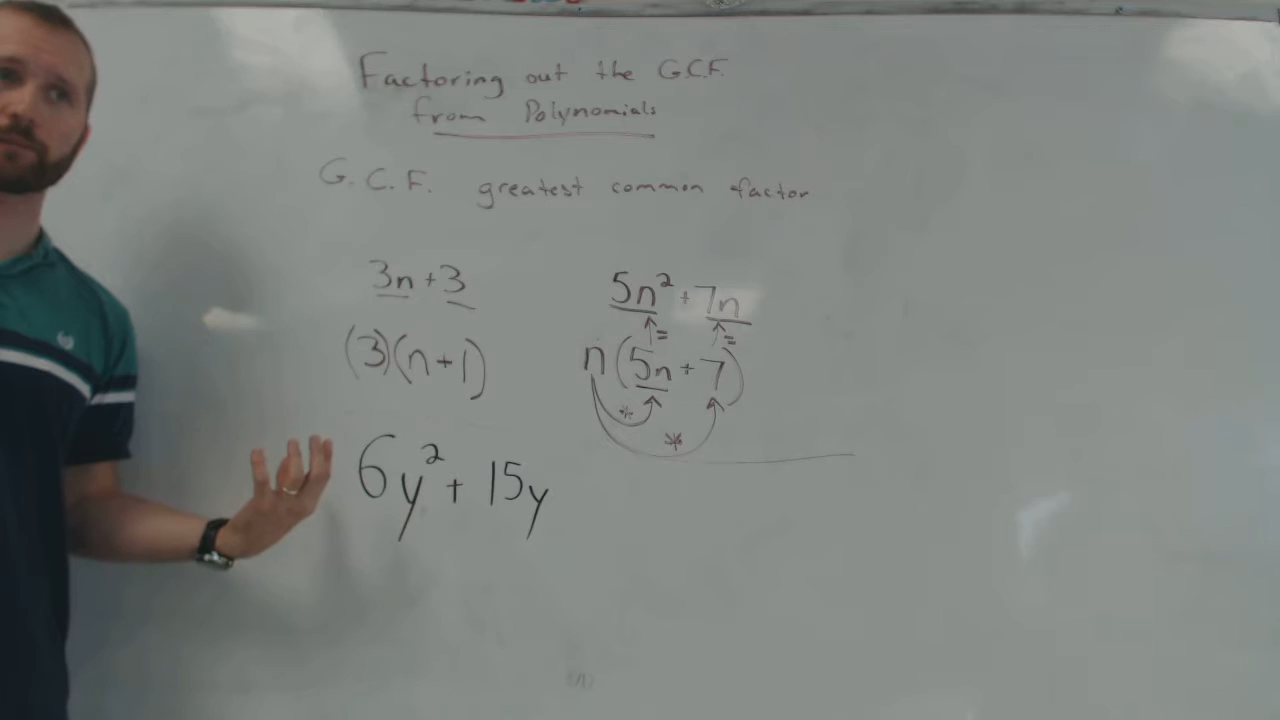 Factoring out the G.C.F.
from Polynomials
G.C.F. greatest common factor
3n + 3
(3)(n+1)
5n² + 7n
↑= ↑=
n(5n + 7)
* *
6y² + 15y